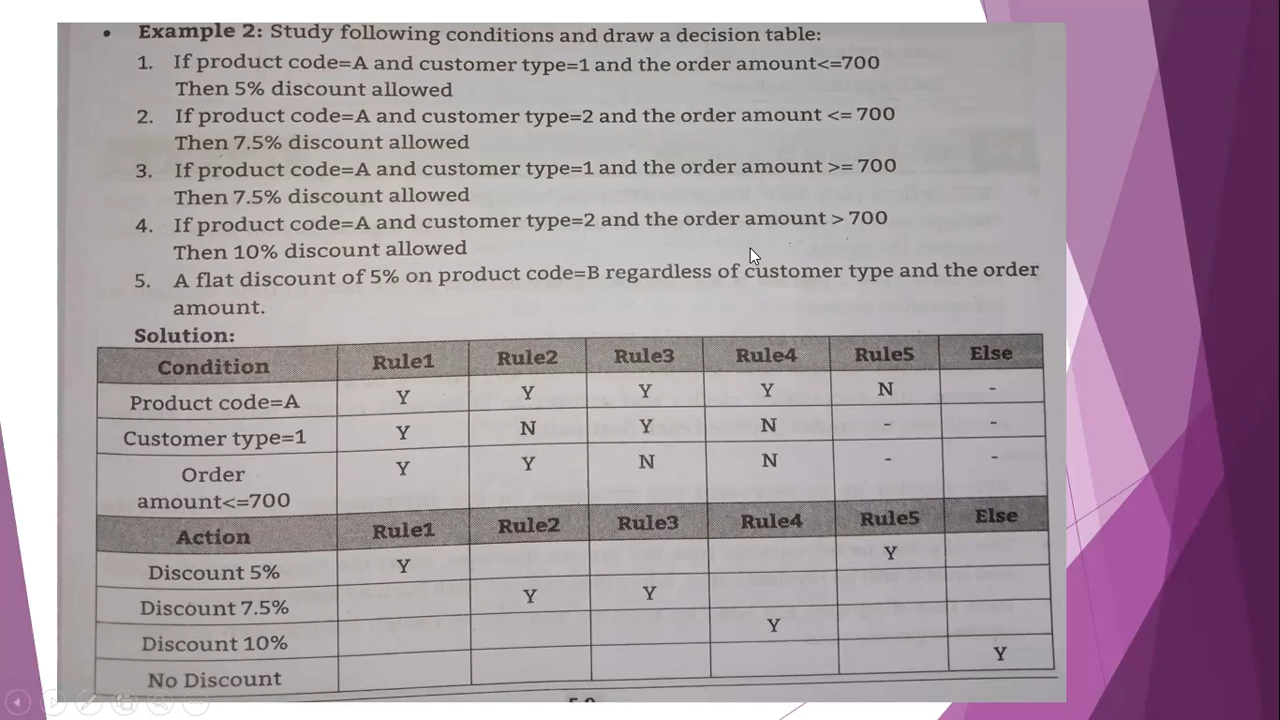 • Example 2: Study following conditions and draw a decision table:
1. If product code=A and customer type=1 and the order amount<=700
Then 5% discount allowed
2. If product code=A and customer type=2 and the order amount <= 700
Then 7.5% discount allowed
3. If product code=A and customer type=1 and the order amount >= 700
Then 7.5% discount allowed
4. If product code=A and customer type=2 and the order amount > 700
Then 10% discount allowed
5. A flat discount of 5% on product code=B regardless of customer type and the order
amount.
Solution:
Condition Rule1 Rule2 Rule3 Rule4 Rule5 Else
Product code=A Y Y Y Y N -
Customer type=1 Y N Y N - -
Order Y Y N N - -
amount<=700
Action Rule1 Rule2 Rule3 Rule4 Rule5 Else
Discount 5% Y Y
Discount 7.5% Y Y
Discount 10% Y
No Discount Y